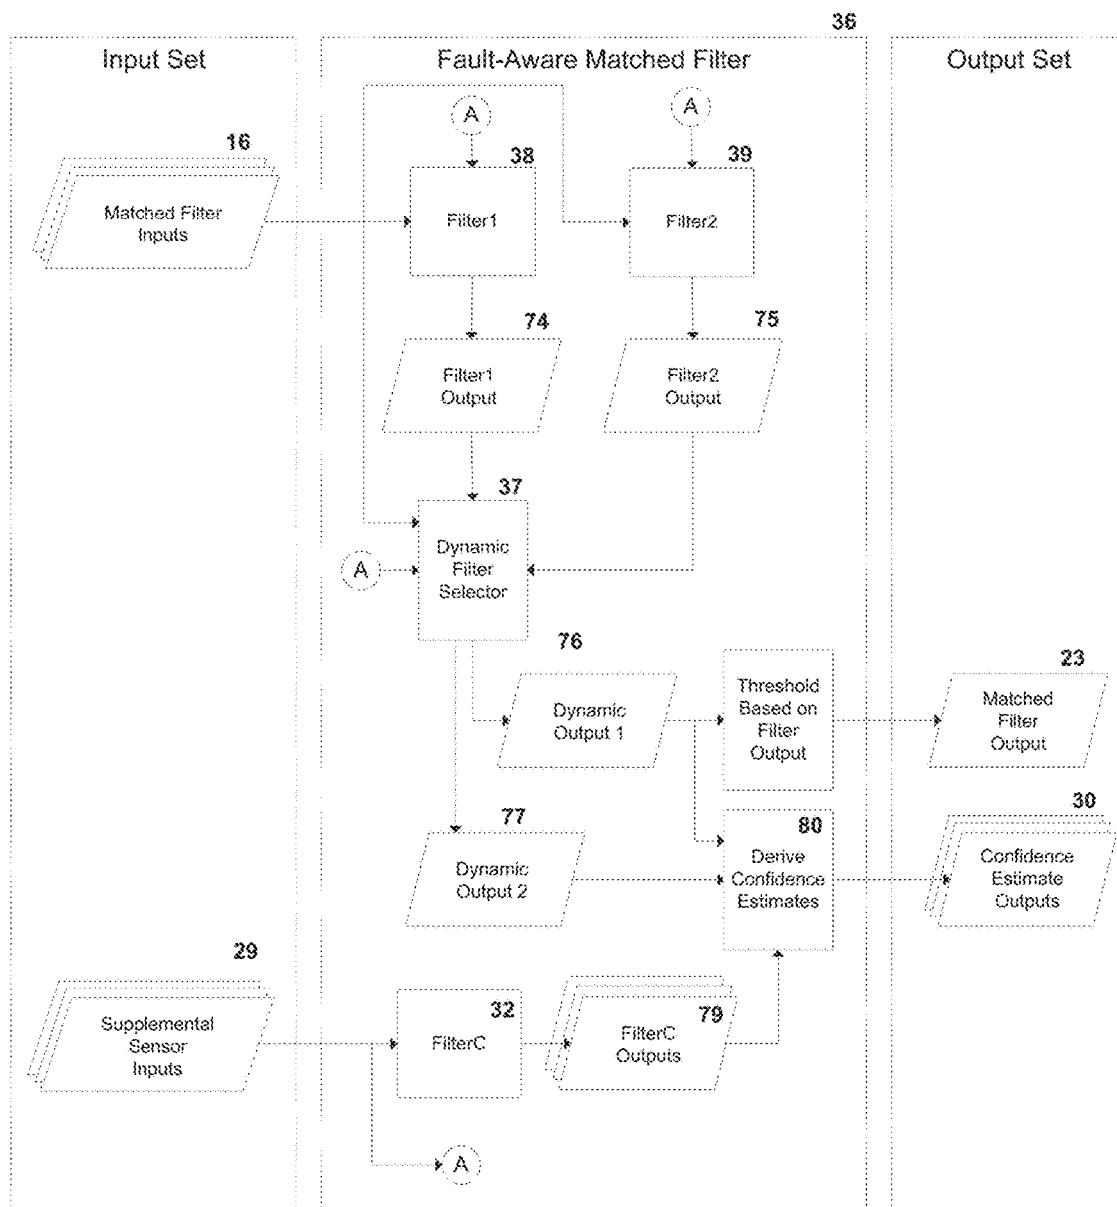 36
Input Set
Fault-Aware Matched Filter
Output Set
A
A
16
38
39
Matched Filter
Inputs
Filter1
Filter2
74
75
Filter1
Output
Filter2
Output
37
Dynamic
Filter
Selector
A
76
23
Dynamic
Output 1
Threshold
Based on
Filter
Output
Matched
Filter
Output
77
80
30
Dynamic
Output 2
Derive
Confidence
Estimates
Confidence
Estimate
Outputs
29
32
79
Supplemental
Sensor
Inputs
FilterC
FilterC
Outputs
A